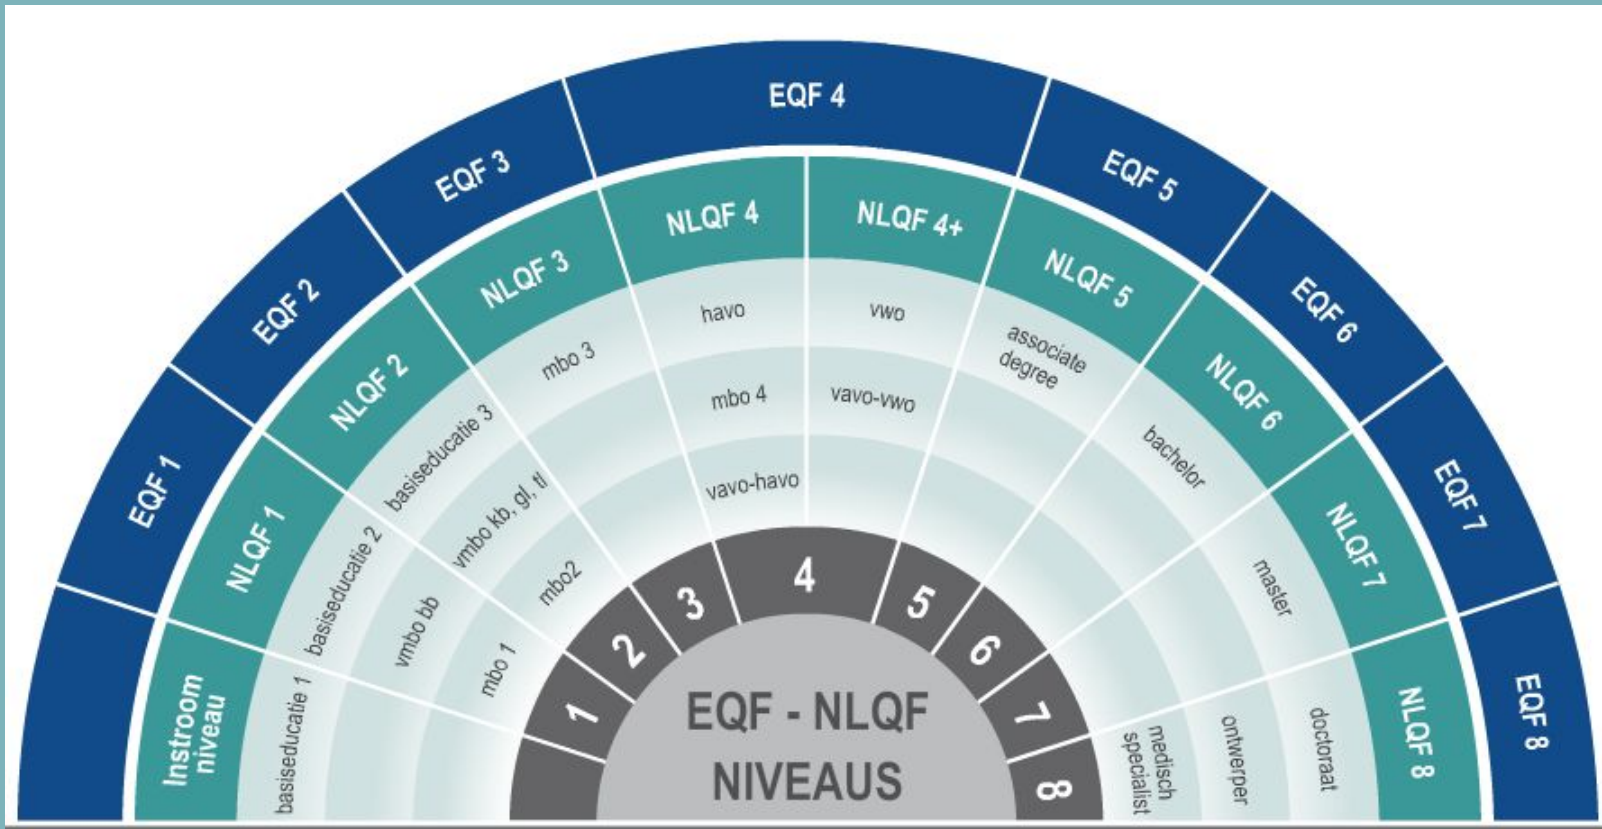 EQF 1
EQF 2
EQF 3
EQF 4
EQF 5
EQF 6
EQF 7
EQF 8
Instroom
niveau
NLQF 1
NLQF 2
NLQF 3
NLQF 4
NLQF 4+
NLQF 5
NLQF 6
NLQF 7
NLQF 8
basiseducatie 1
basiseducatie 2
vmbo bb
mbo 1
basiseducatie 3
vmbo kb, gl, tl
mbo2
mbo 3
havo
mbo 4
vavo-havo
vwo
vavo-vwo
associate
degree
bachelor
master
doctoraat
ontwerper
medisch
specialist
1
2
3
4
5
6
7
8
EQF - NLQF
NIVEAUS